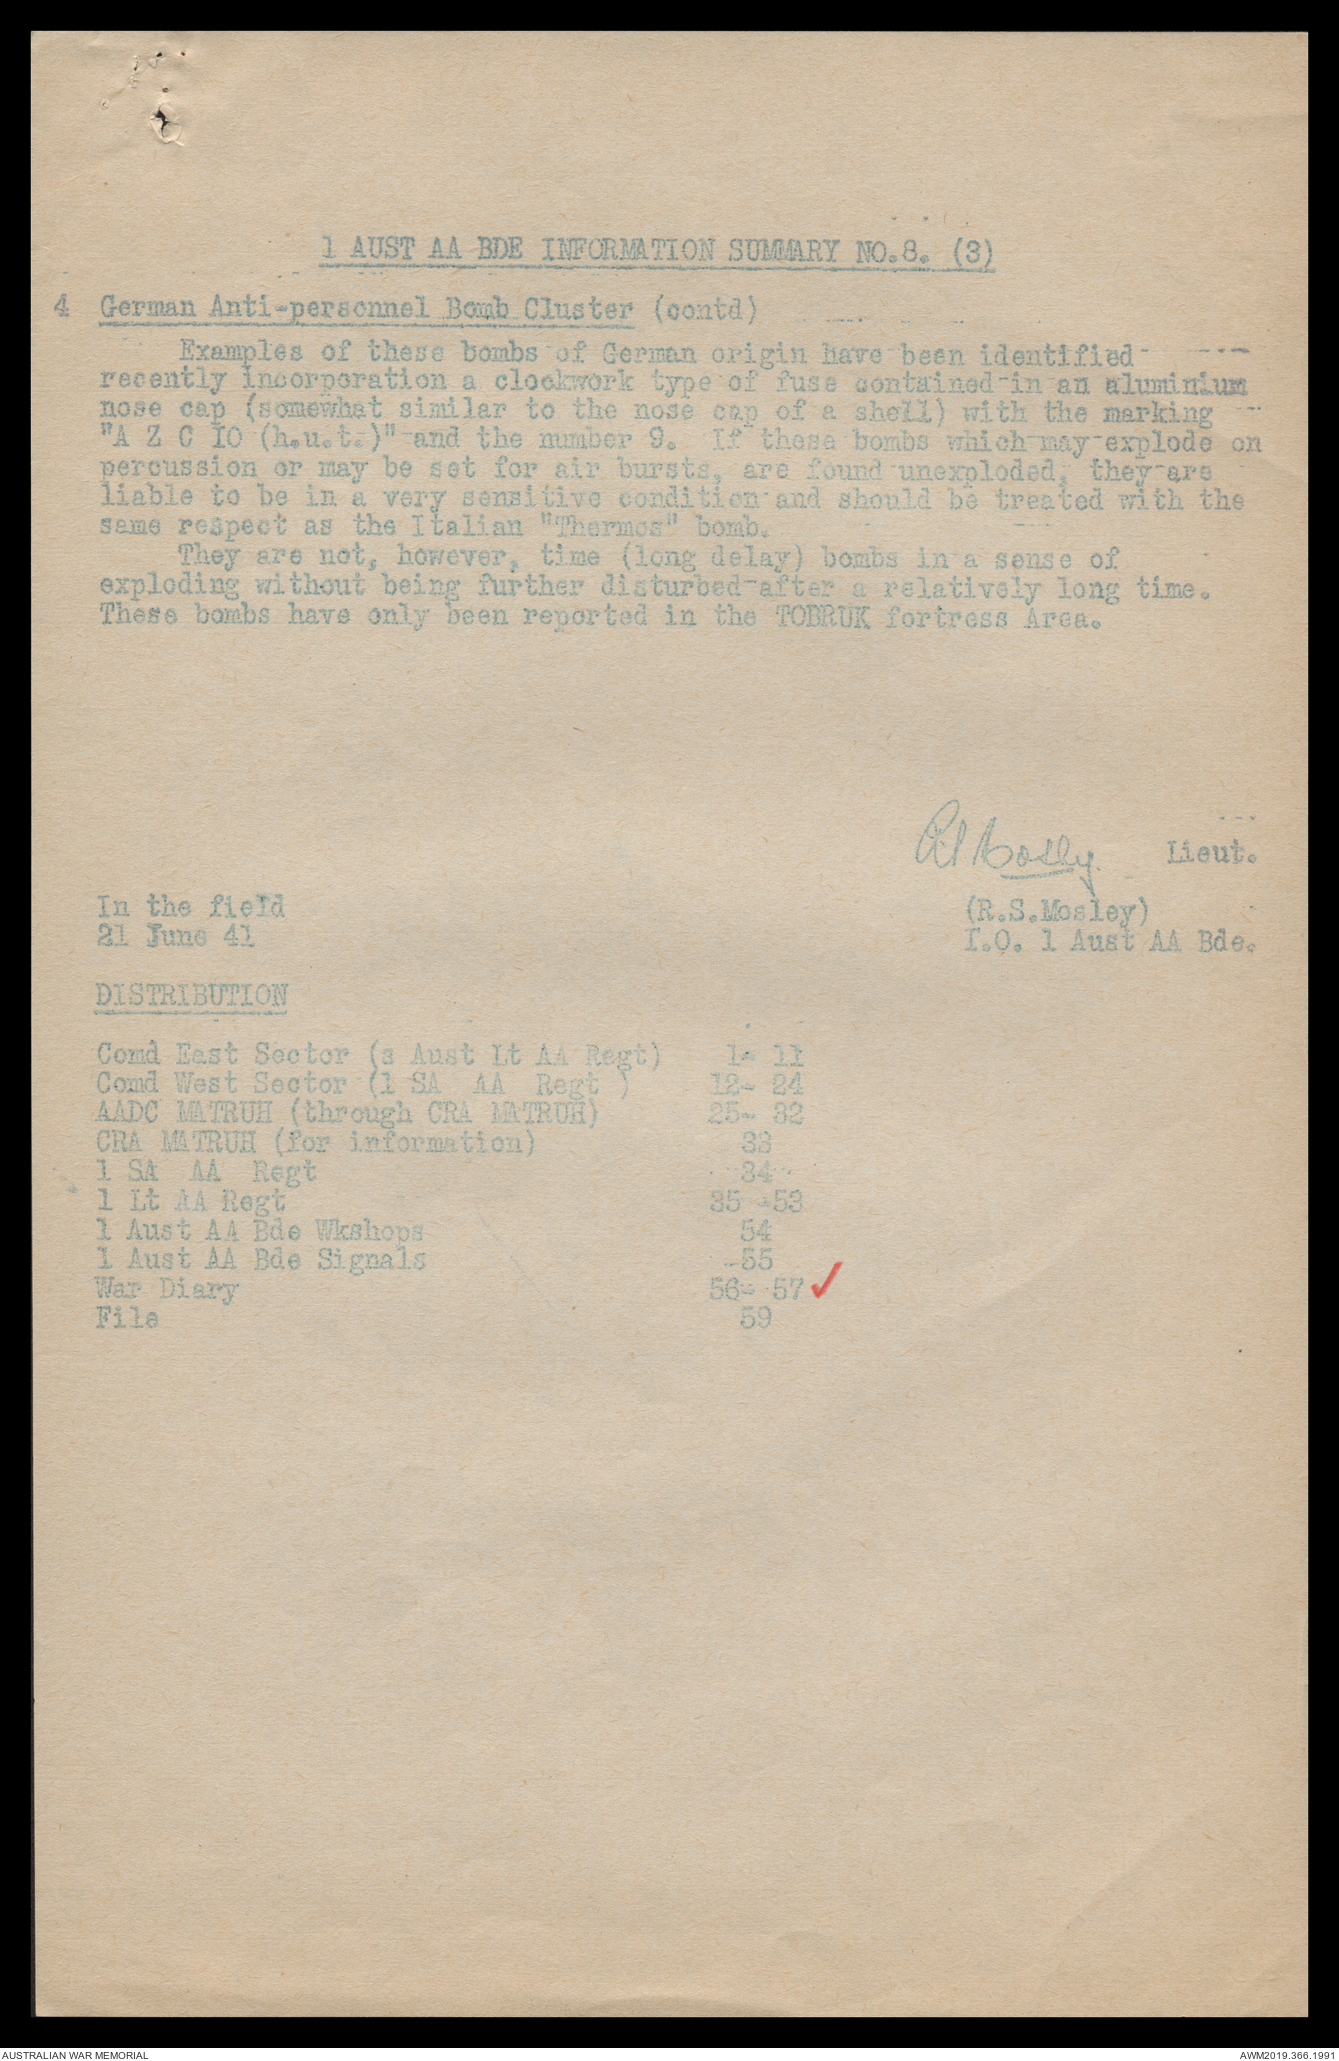 1 AUST AA BDE INFORMATION SUMMARY NO.8. (3)
4 German Anti-personnel Bomb Cluster (contd)
Examples of these bombs of German origin have been identified
recently incorporation a clockwork type of fuse contained in an aluminium
nose cap (somewhat similar to the nose cap of a shell) with the marking
"A Z C IO (h.u.t.)" and the number 9. If these bombs which may explode on
percussion or may be set for air bursts, are found unexploded, they are
liable to be in a very sensitive condition and should be treated with the
same respect as the Italian "Thermos" bomb.
They are not, however, time (long delay) bombs in a sense of
exploding without being further disturbed after a relatively long time.
These bombs have only been reported in the TOBRUK fortress Area.
RS Mosley. Lieut.
In the field (R.S.Mosley)
21 June 41 I.O. 1 Aust AA Bde.
DISTRIBUTION
Comd East Sector (s Aust Lt AA Regt) 1- 11
Comd West Sector (1 SA AA Regt ) 12- 24
AADC MATRUH (through CRA MATRUH) 25- 32
CRA MATRUH (for information) 33
1 SA AA Regt 34
1 Lt AA Regt 35 -53
1 Aust AA Bde Wkshops 54
1 Aust AA Bde Signals 55
War Diary 56- 57 ✓
File 59
AUSTRALIAN WAR MEMORIAL AWM2019.366.1991